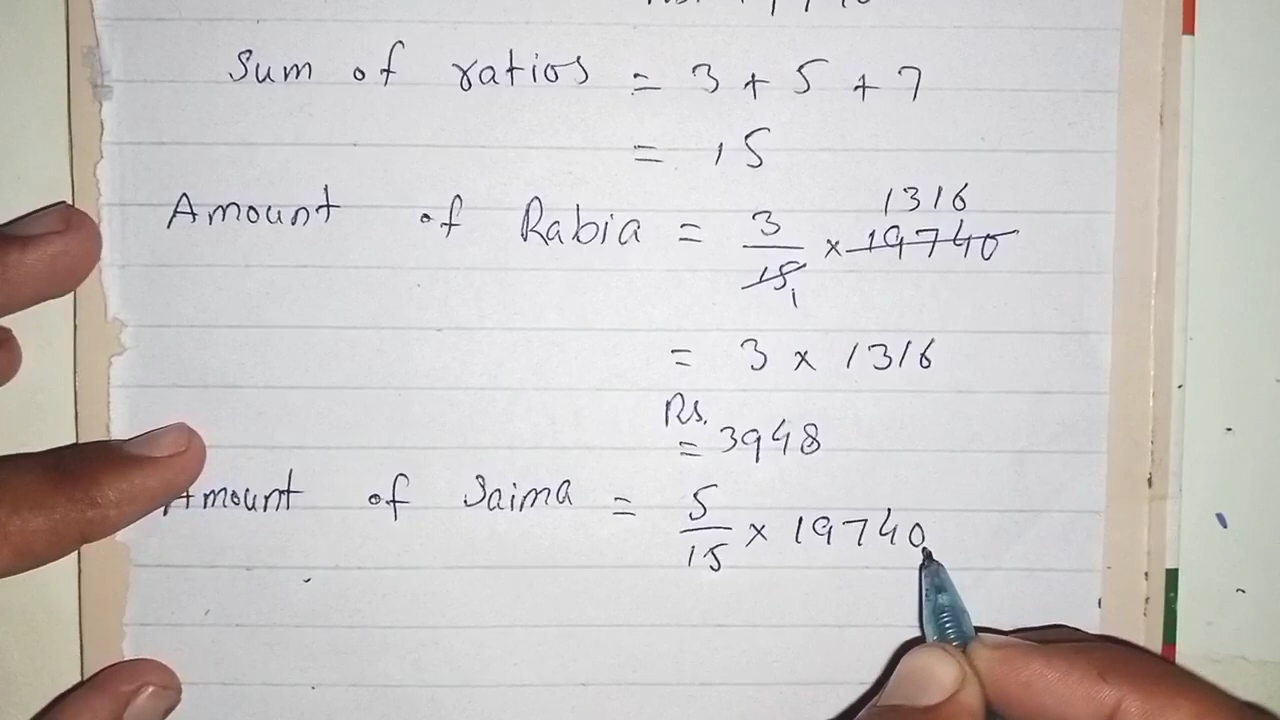 Sum of ratios = 3 + 5 + 7
= 15
1316
Amount of Rabia = 3/15 × 19740
1
= 3 × 1316
Rs.
= 3948
Amount of Saima = 5/15 × 19740